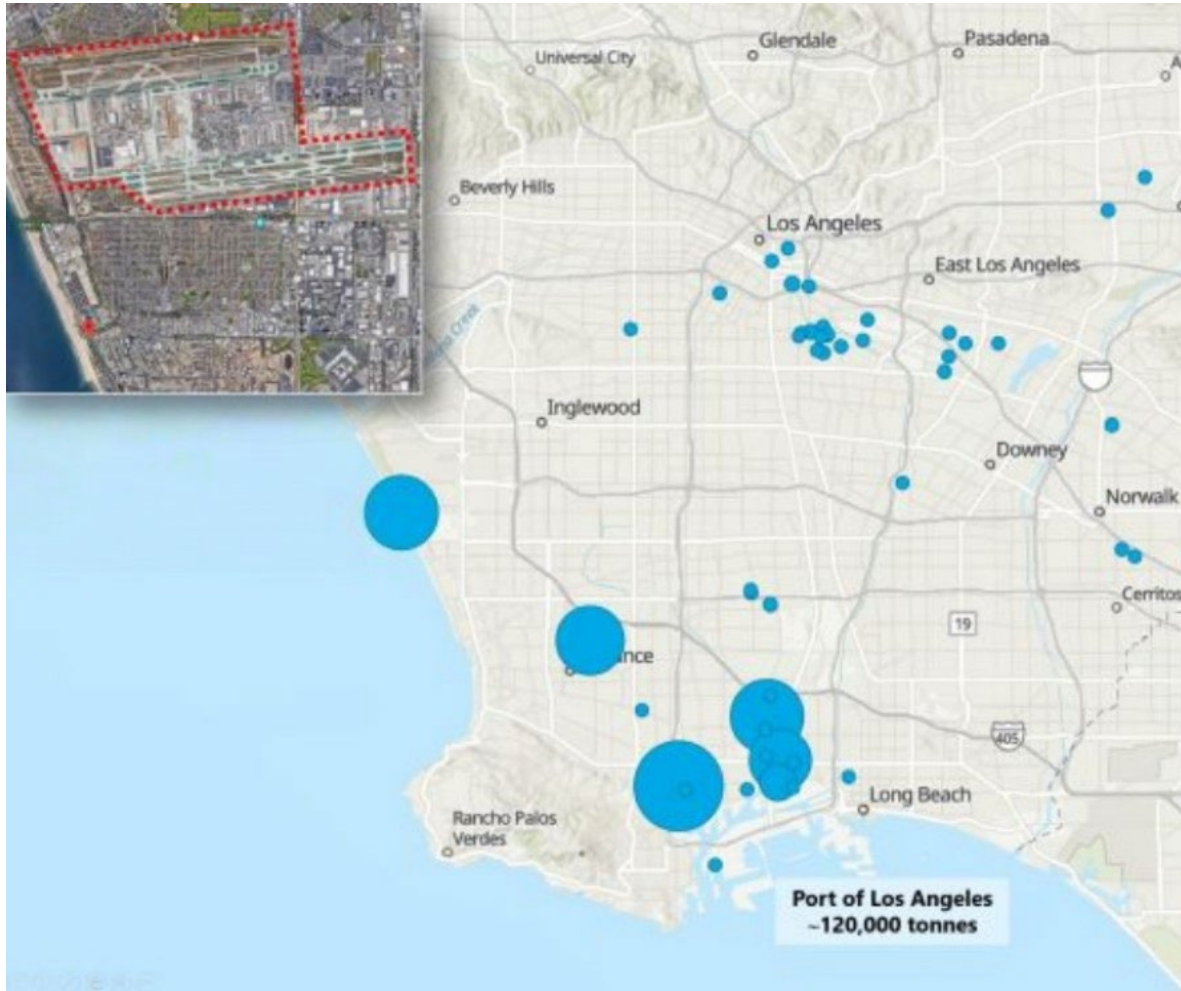 Glendale
Pasadena
Universal City
Beverly Hills
Los Angeles
East Los Angeles
Inglewood
Downey
Norwalk
Cerritos
19
nce
405
Long Beach
Rancho Palos
Verdes
Port of Los Angeles
~120,000 tonnes